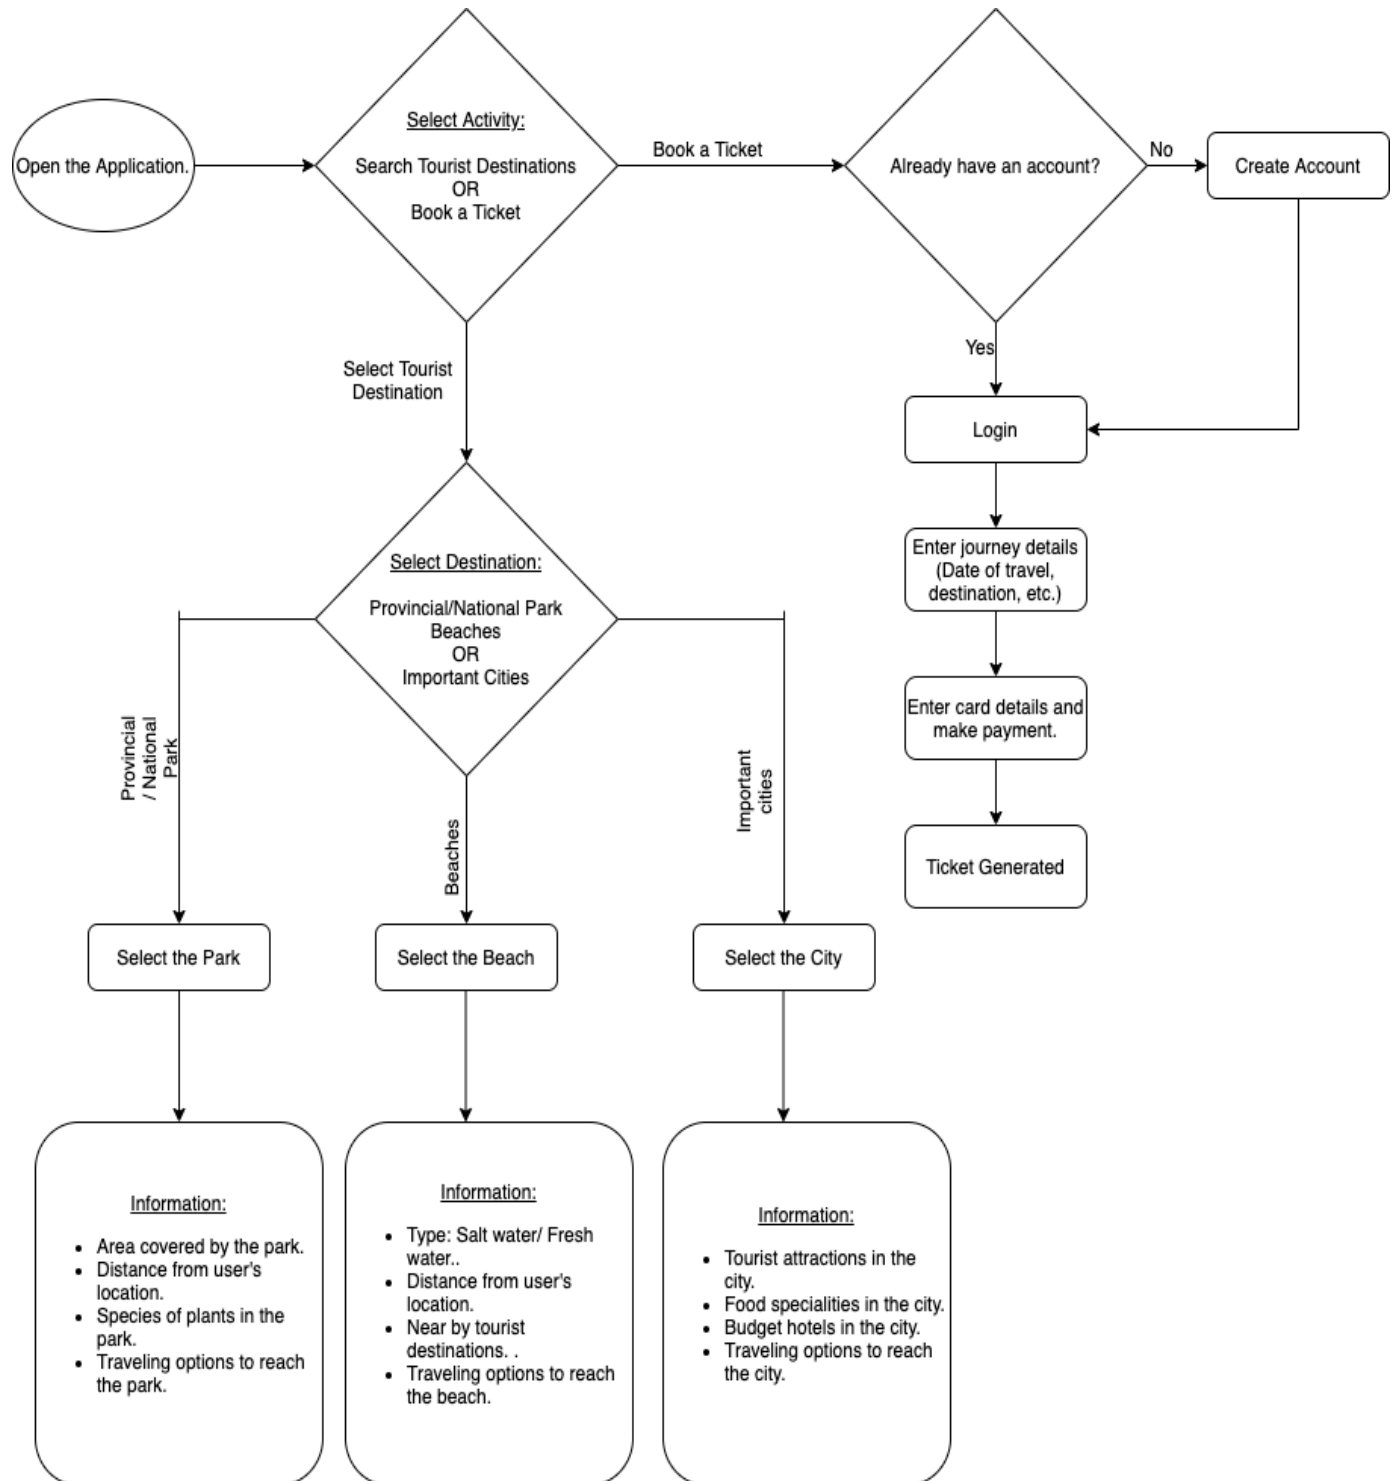 Open the Application.
Select Activity:
Search Tourist Destinations
OR
Book a Ticket
Book a Ticket
Already have an account?
No
Create Account
Yes
Login
Enter journey details
(Date of travel,
destination, etc.)
Enter card details and
make payment.
Ticket Generated
Select Tourist
Destination
Select Destination:
Provincial/National Park
Beaches
OR
Important Cities
Provincial
/ National
Park
Beaches
Important
cities
Select the Park
Select the Beach
Select the City
Information:
• Area covered by the park.
• Distance from user's
location.
• Species of plants in the
park.
• Traveling options to reach
the park.
Information:
• Type: Salt water/ Fresh
water..
• Distance from user's
location.
• Near by tourist
destinations. .
• Traveling options to reach
the beach.
Information:
• Tourist attractions in the
city.
• Food specialities in the city.
• Budget hotels in the city.
• Traveling options to reach
the city.